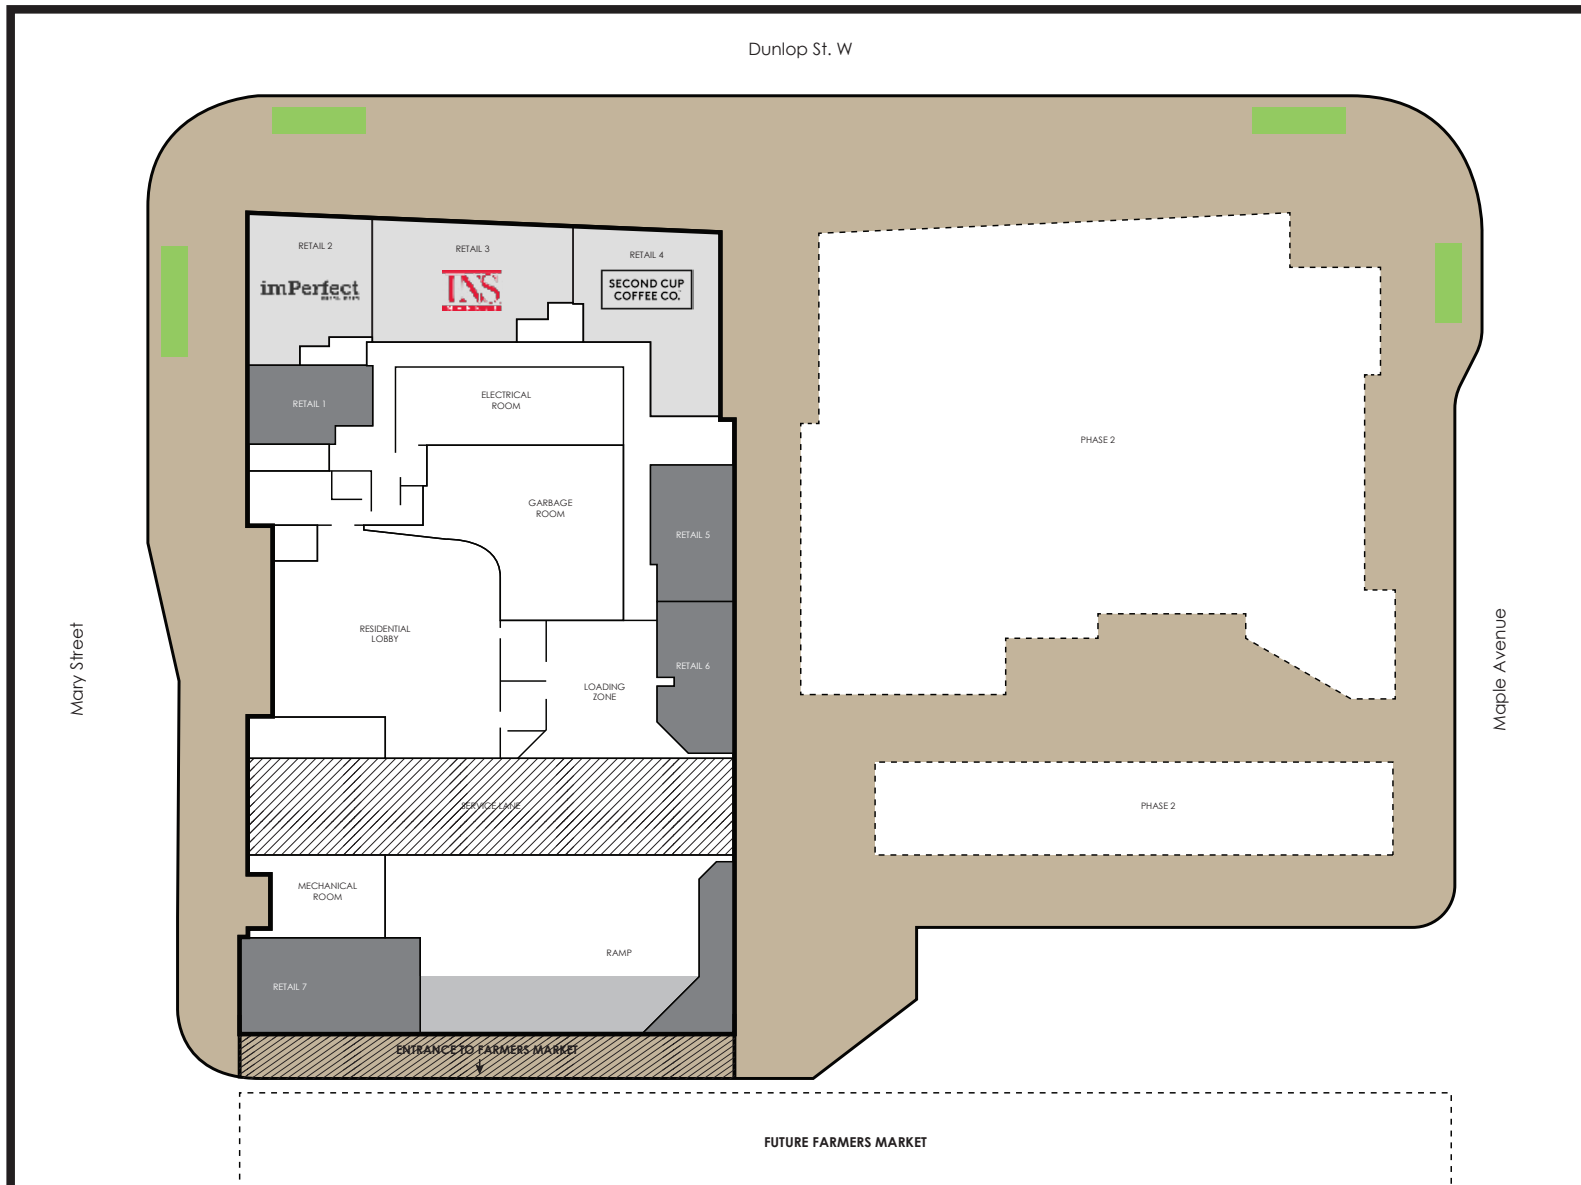 Dunlop St. W
RETAIL 2
RETAIL 3
RETAIL 4
imPerfect
INS
MARKET
SECOND CUP
COFFEE CO.
RETAIL 1
ELECTRICAL
ROOM
PHASE 2
GARBAGE
ROOM
RETAIL 5
RESIDENTIAL
LOBBY
Mary Street
Maple Avenue
RETAIL 6
LOADING
ZONE
SERVICE LANE
PHASE 2
MECHANICAL
ROOM
RAMP
RETAIL 7
ENTRANCE TO FARMERS MARKET
FUTURE FARMERS MARKET